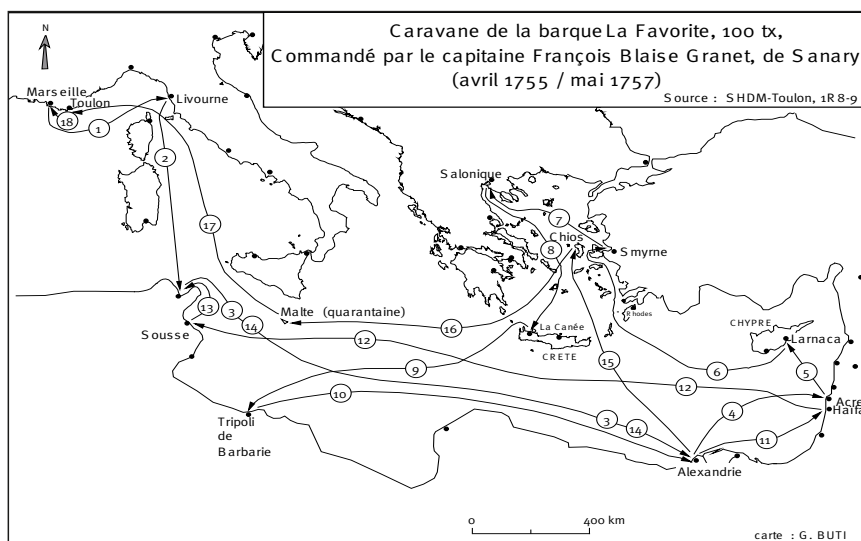 Caravane de la barque La Favorite, 100 tx,
Commandé par le capitaine François Blaise Granet, de Sanary
(avril 1755 / mai 1757)
Source : SHDM-Toulon, 1R 8-9
N
Marseille
Toulon
Livourne
18
1
2
Salonique
7
17
8
Chios
Smyrne
13
3
Malte (quarantaine)
Rhodes
Sousse
14
16
La Canée
CHYPRE
12
CRETE
Larnaca
15
9
6
5
10
12
Acre
Haïfa
Tripoli
de
Barbarie
3
14
4
11
Alexandrie
0
400 km
carte : G. BUTI